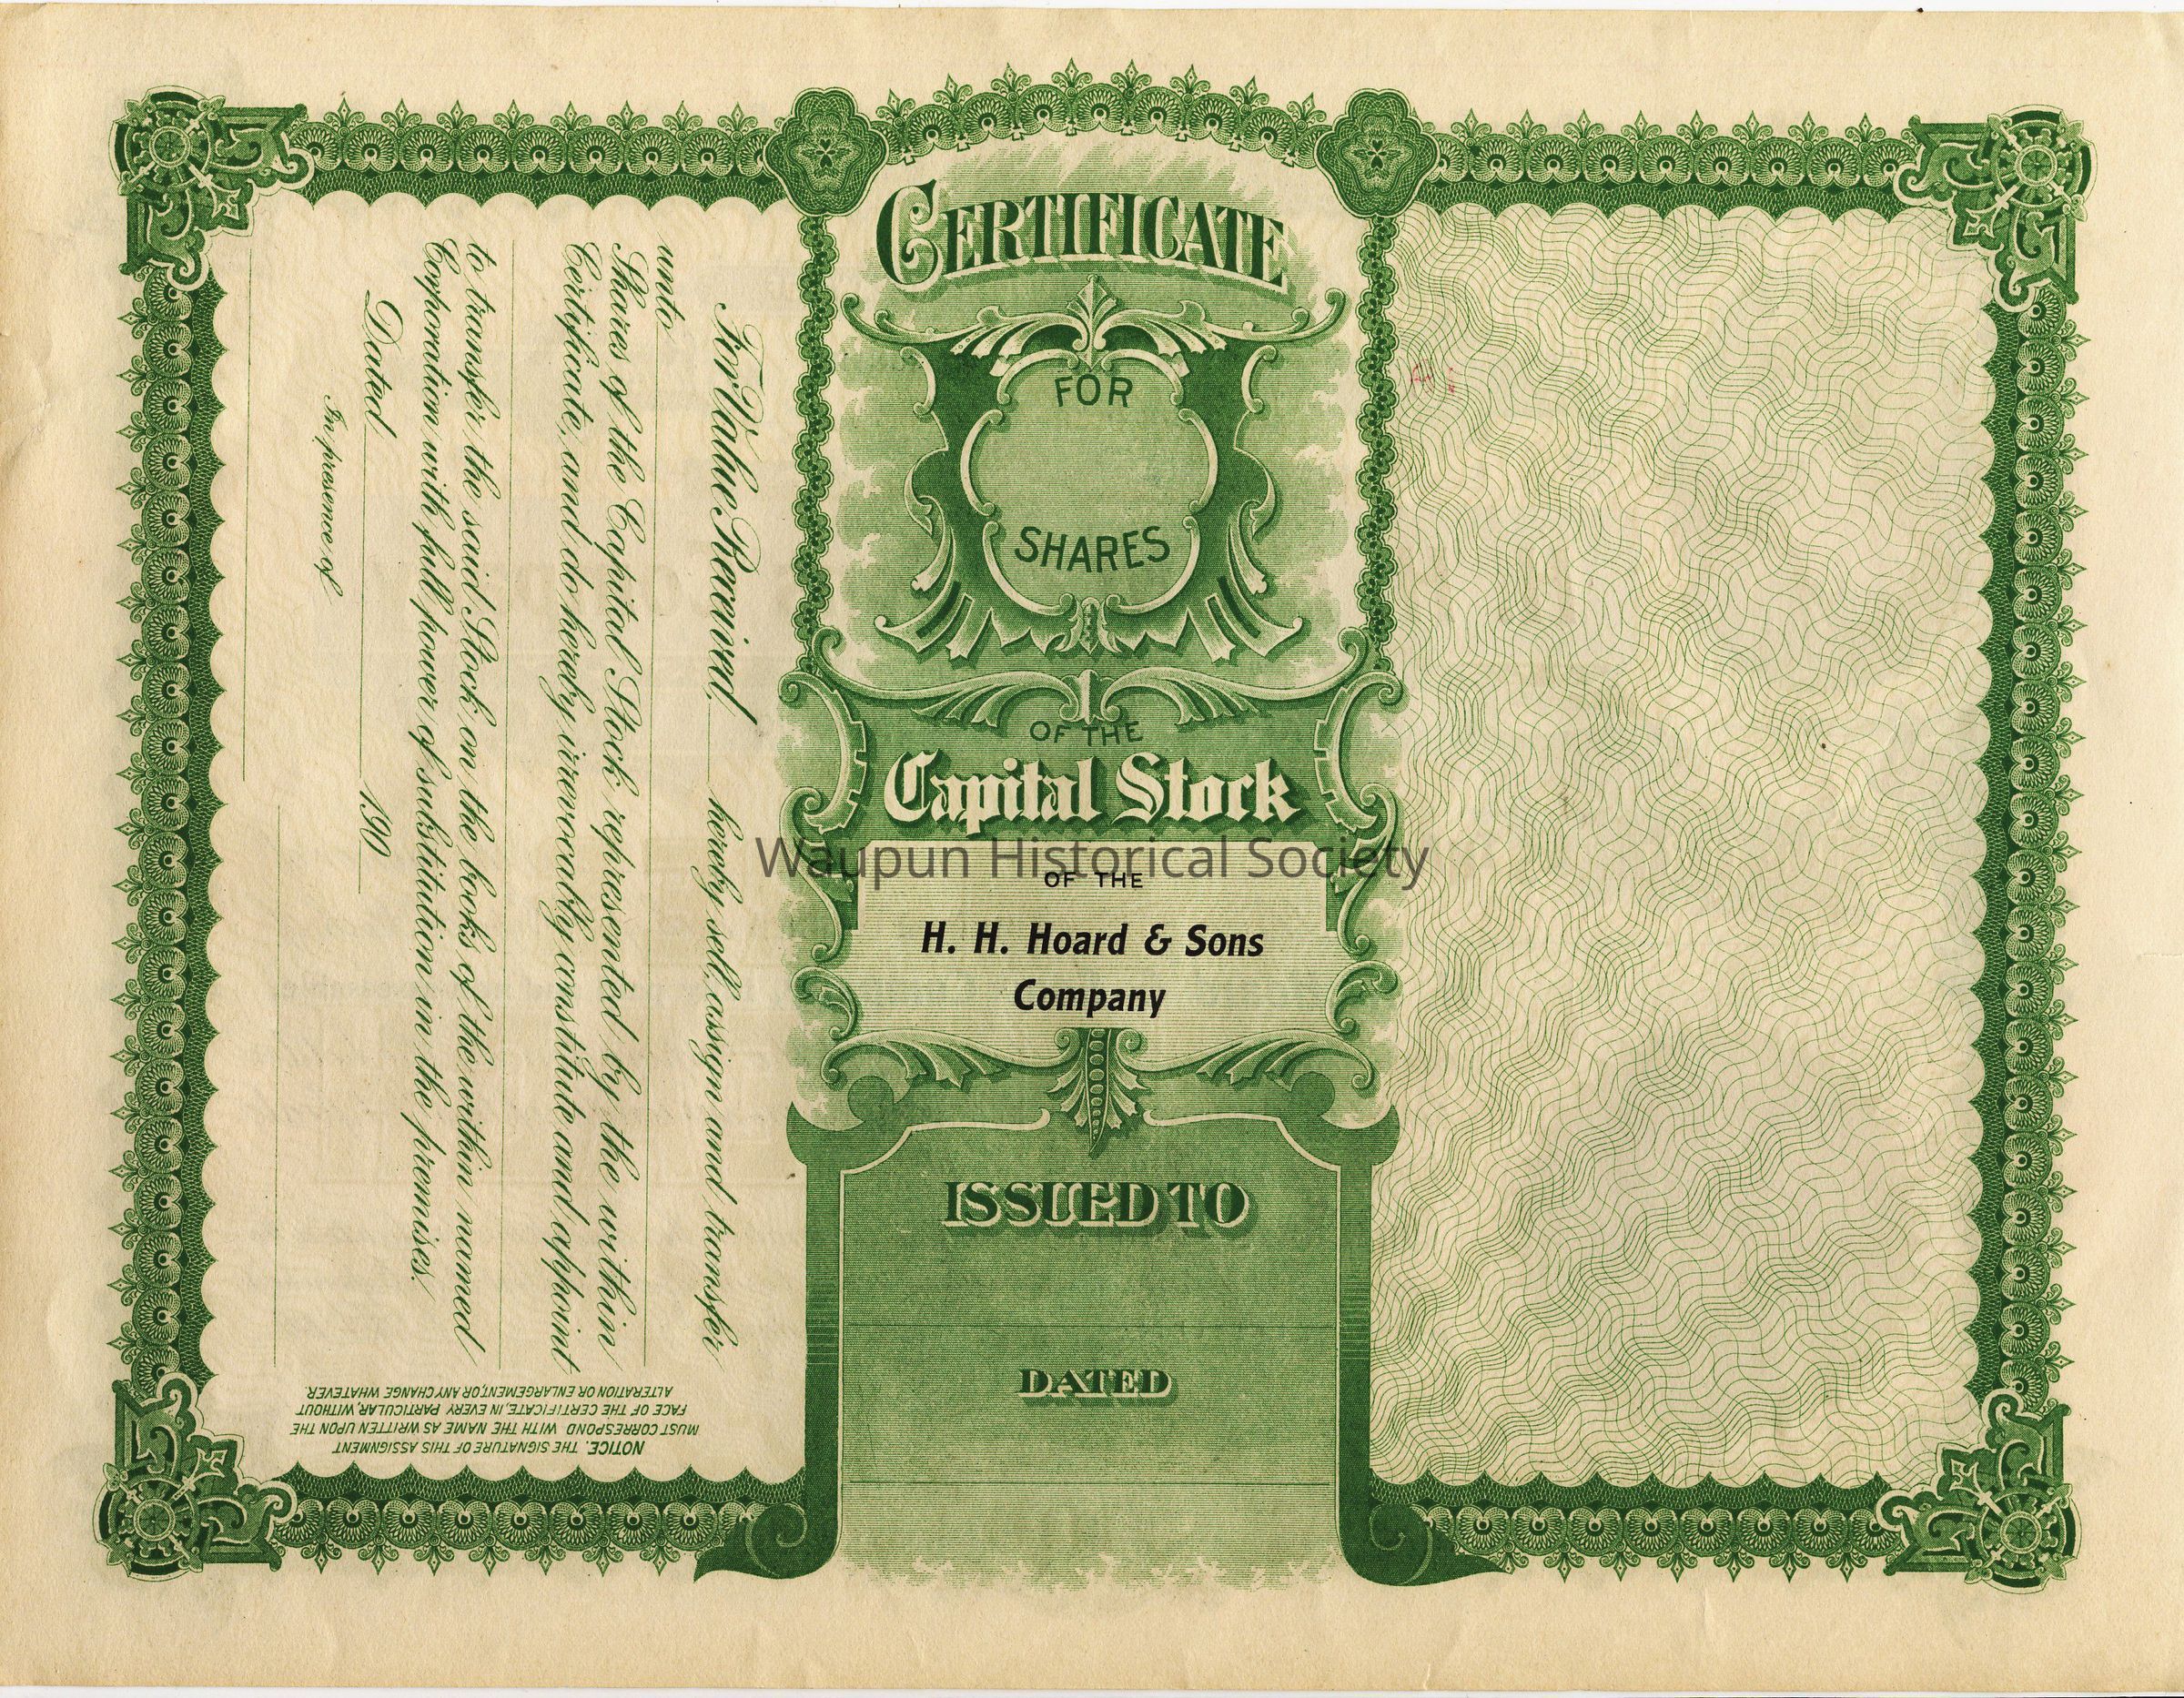 CERTIFICATE
FOR
SHARES
OF THE
Capital Stock
Waupun Historical Society
OF THE
H. H. Hoard & Sons
Company
ISSUED TO
DATED
For Value Received, hereby sell, assign and transfer
unto
Shares of the Capital Stock represented by the within
Certificate, and do hereby irrevocably constitute and appoint
to transfer the said Stock on the books of the within named
Corporation with full power of substitution in the premises.
Dated 190
In presence of
NOTICE. THE SIGNATURE OF THIS ASSIGNMENT
MUST CORRESPOND WITH THE NAME AS WRITTEN UPON THE
FACE OF THE CERTIFICATE, IN EVERY PARTICULAR, WITHOUT
ALTERATION OR ENLARGEMENT, OR ANY CHANGE WHATEVER.